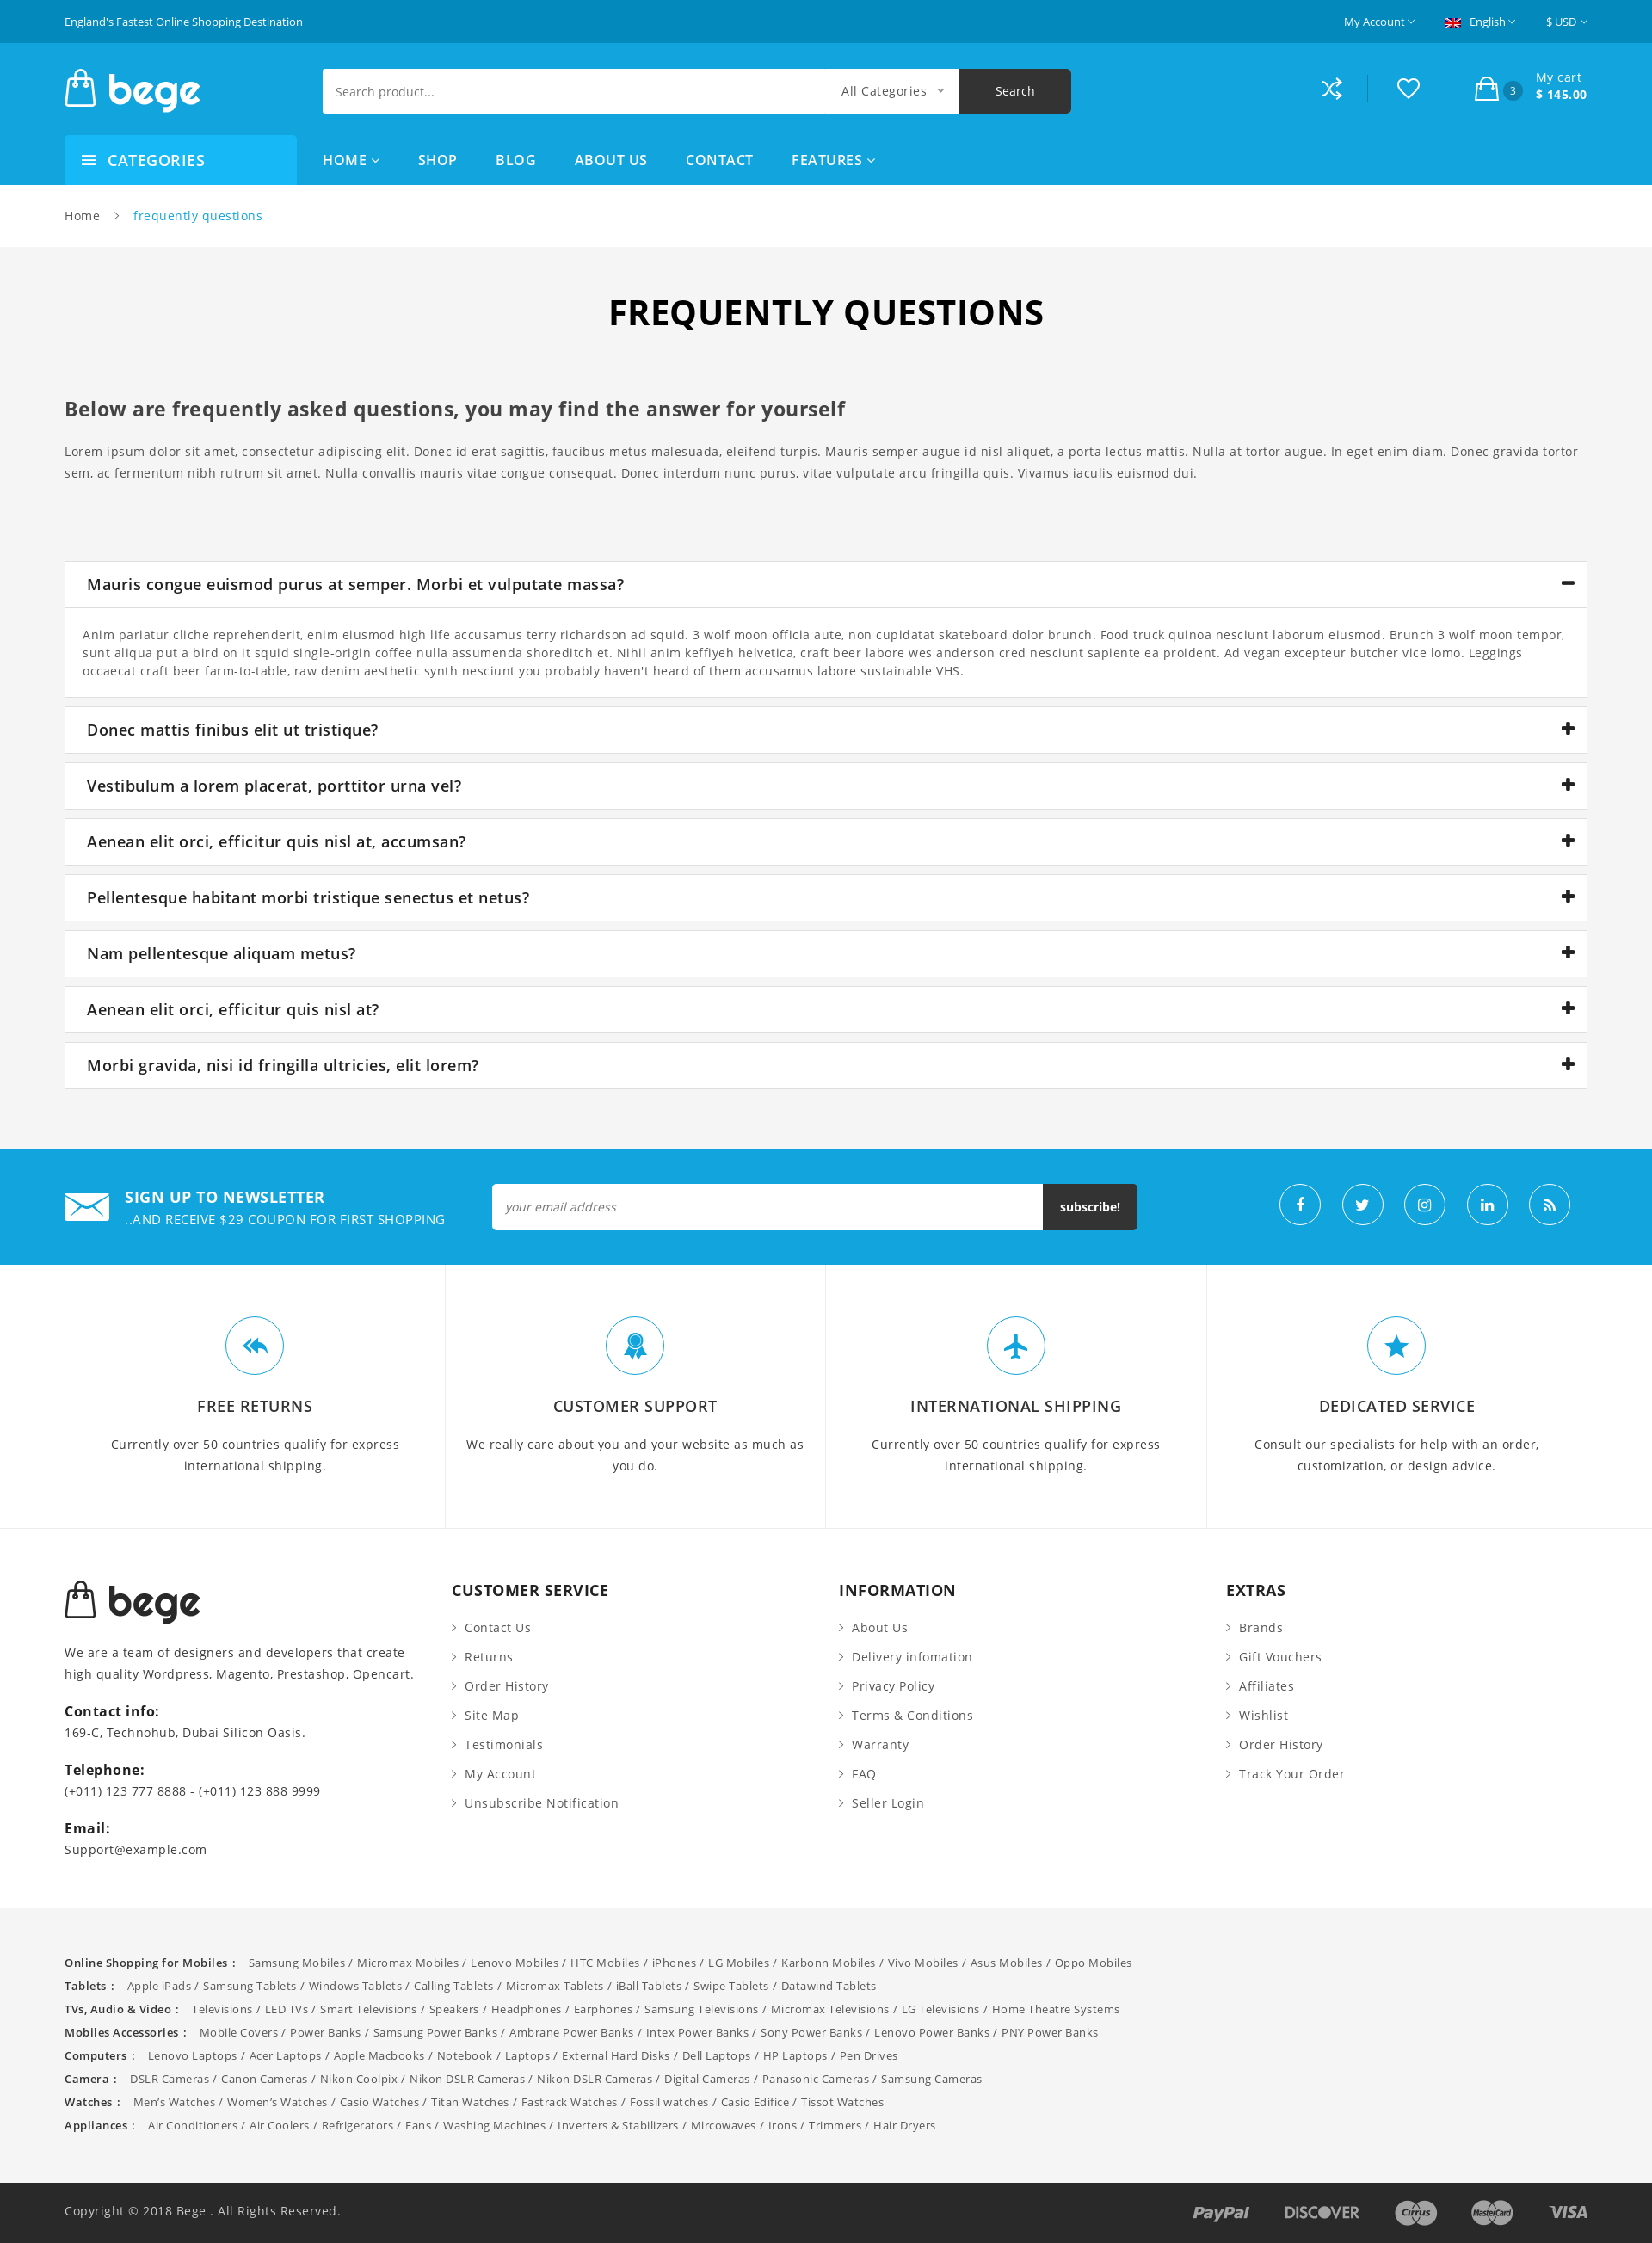 England's Fastest Online Shopping Destination
My Account
English
$ USD
bege
Search product...
All Categories
Search
3
My cart
$ 145.00
CATEGORIES
HOME
SHOP
BLOG
ABOUT US
CONTACT
FEATURES
Home
frequently questions
FREQUENTLY QUESTIONS
Below are frequently asked questions, you may find the answer for yourself
Lorem ipsum dolor sit amet, consectetur adipiscing elit. Donec id erat sagittis, faucibus metus malesuada, eleifend turpis. Mauris semper augue id nisl aliquet, a porta lectus mattis. Nulla at tortor augue. In eget enim diam. Donec gravida tortor
sem, ac fermentum nibh rutrum sit amet. Nulla convallis mauris vitae congue consequat. Donec interdum nunc purus, vitae vulputate arcu fringilla quis. Vivamus iaculis euismod dui.
Mauris congue euismod purus at semper. Morbi et vulputate massa?
Anim pariatur cliche reprehenderit, enim eiusmod high life accusamus terry richardson ad squid. 3 wolf moon officia aute, non cupidatat skateboard dolor brunch. Food truck quinoa nesciunt laborum eiusmod. Brunch 3 wolf moon tempor,
sunt aliqua put a bird on it squid single-origin coffee nulla assumenda shoreditch et. Nihil anim keffiyeh helvetica, craft beer labore wes anderson cred nesciunt sapiente ea proident. Ad vegan excepteur butcher vice lomo. Leggings
occaecat craft beer farm-to-table, raw denim aesthetic synth nesciunt you probably haven't heard of them accusamus labore sustainable VHS.
Donec mattis finibus elit ut tristique?
Vestibulum a lorem placerat, porttitor urna vel?
Aenean elit orci, efficitur quis nisl at, accumsan?
Pellentesque habitant morbi tristique senectus et netus?
Nam pellentesque aliquam metus?
Aenean elit orci, efficitur quis nisl at?
Morbi gravida, nisi id fringilla ultricies, elit lorem?
SIGN UP TO NEWSLETTER
..AND RECEIVE $29 COUPON FOR FIRST SHOPPING
your email address
subscribe!
FREE RETURNS
Currently over 50 countries qualify for express
international shipping.
CUSTOMER SUPPORT
We really care about you and your website as much as
you do.
INTERNATIONAL SHIPPING
Currently over 50 countries qualify for express
international shipping.
DEDICATED SERVICE
Consult our specialists for help with an order,
customization, or design advice.
bege
We are a team of designers and developers that create
high quality Wordpress, Magento, Prestashop, Opencart.
Contact info:
169-C, Technohub, Dubai Silicon Oasis.
Telephone:
(+011) 123 777 8888 - (+011) 123 888 9999
Email:
Support@example.com
CUSTOMER SERVICE
Contact Us
Returns
Order History
Site Map
Testimonials
My Account
Unsubscribe Notification
INFORMATION
About Us
Delivery infomation
Privacy Policy
Terms & Conditions
Warranty
FAQ
Seller Login
EXTRAS
Brands
Gift Vouchers
Affiliates
Wishlist
Order History
Track Your Order
Online Shopping for Mobiles : Samsung Mobiles / Micromax Mobiles / Lenovo Mobiles / HTC Mobiles / iPhones / LG Mobiles / Karbonn Mobiles / Vivo Mobiles / Asus Mobiles / Oppo Mobiles
Tablets : Apple iPads / Samsung Tablets / Windows Tablets / Calling Tablets / Micromax Tablets / iBall Tablets / Swipe Tablets / Datawind Tablets
TVs, Audio & Video : Televisions / LED TVs / Smart Televisions / Speakers / Headphones / Earphones / Samsung Televisions / Micromax Televisions / LG Televisions / Home Theatre Systems
Mobiles Accessories : Mobile Covers / Power Banks / Samsung Power Banks / Ambrane Power Banks / Intex Power Banks / Sony Power Banks / Lenovo Power Banks / PNY Power Banks
Computers : Lenovo Laptops / Acer Laptops / Apple Macbooks / Notebook / Laptops / External Hard Disks / Dell Laptops / HP Laptops / Pen Drives
Camera : DSLR Cameras / Canon Cameras / Nikon Coolpix / Nikon DSLR Cameras / Nikon DSLR Cameras / Digital Cameras / Panasonic Cameras / Samsung Cameras
Watches : Men’s Watches / Women’s Watches / Casio Watches / Titan Watches / Fastrack Watches / Fossil watches / Casio Edifice / Tissot Watches
Appliances : Air Conditioners / Air Coolers / Refrigerators / Fans / Washing Machines / Inverters & Stabilizers / Mircowaves / Irons / Trimmers / Hair Dryers
Copyright © 2018 Bege . All Rights Reserved.
PayPal
DISCOVER
Cirrus
MasterCard
VISA